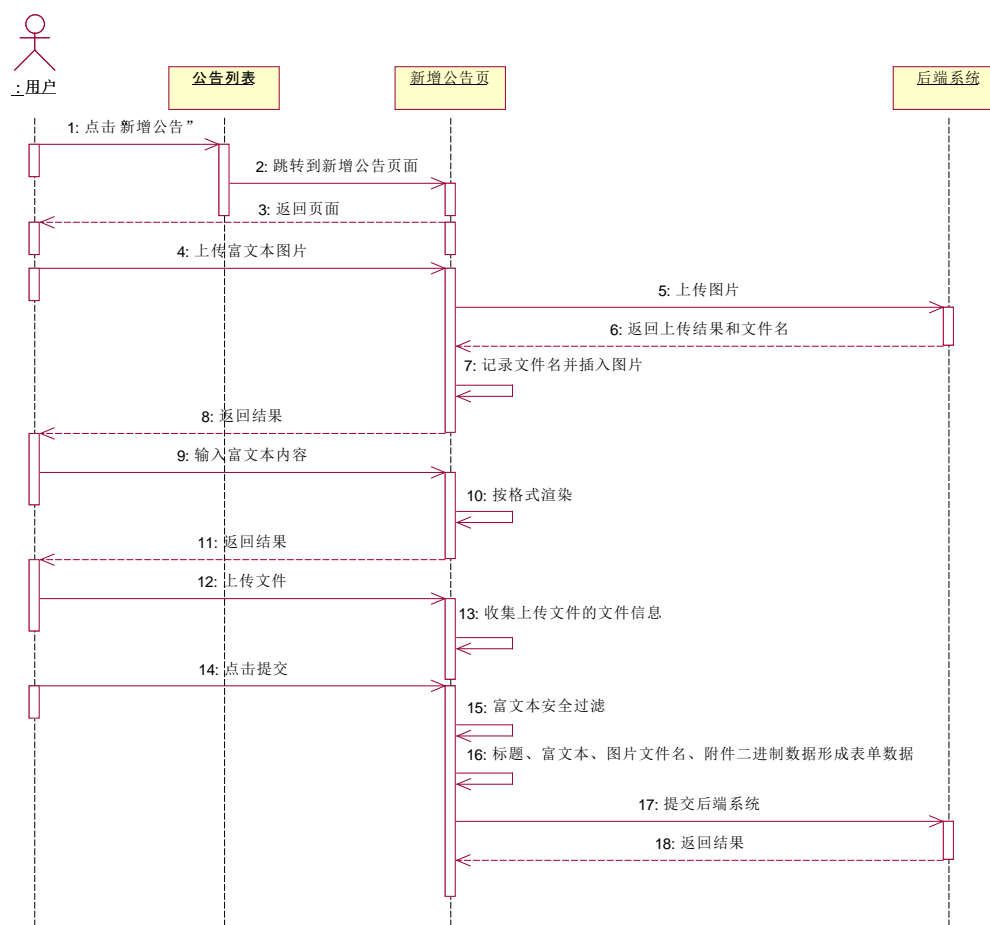 : 用户
公告列表
新增公告页
后端系统
1: 点击 新增公告”
2: 跳转到新增公告页面
3: 返回页面
4: 上传富文本图片
5: 上传图片
6: 返回上传结果和文件名
7: 记录文件名并插入图片
8: 返回结果
9: 输入富文本内容
10: 按格式渲染
11: 返回结果
12: 上传文件
13: 收集上传文件的文件信息
14: 点击提交
15: 富文本安全过滤
16: 标题、富文本、图片文件名、附件二进制数据形成表单数据
17: 提交后端系统
18: 返回结果